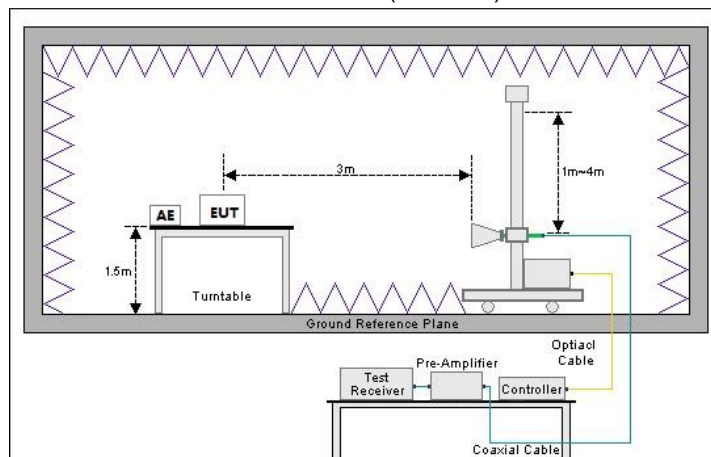 3m
1m~4m
AE
EUT
1.5m
Turntable
Ground Reference Plane
Optiacl
Cable
Pre-Amplifier
Test
Receiver
Controller
Coaxial Cable